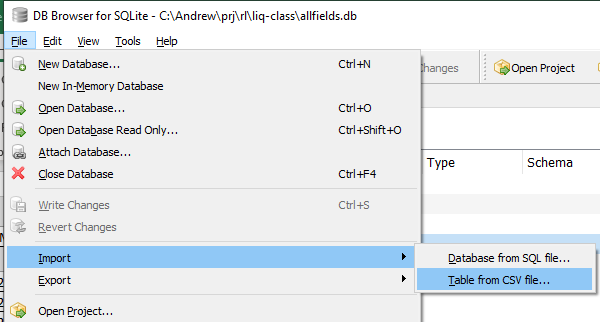 DB Browser for SQLite - C:\Andrew\prj\rl\liq-class\allfields.db
File Edit View Tools Help
New Database... Ctrl+N
New In-Memory Database
Open Database... Ctrl+O
Open Database Read Only... Ctrl+Shift+O
Attach Database...
Close Database Ctrl+F4
Write Changes Ctrl+S
Revert Changes
Import
Export
Open Project...
Changes Open Project
Type Schema
Database from SQL file...
Table from CSV file...